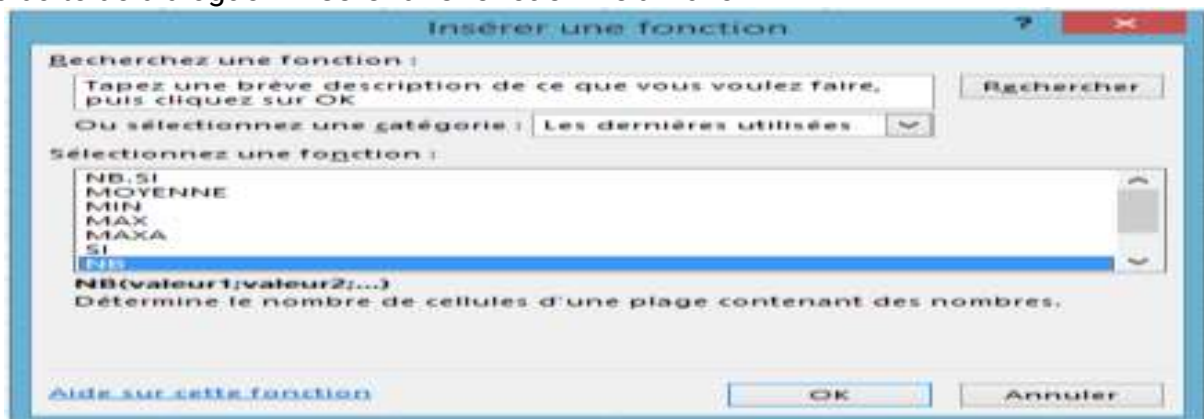 Insérer une fonction ? ×
Recherchez une fonction :
Tapez une brève description de ce que vous voulez faire,
puis cliquez sur OK
Rechercher
Ou sélectionnez une catégorie : Les dernières utilisées
Sélectionnez une fonction :
NB.SI
MOYENNE
MIN
MAX
MAXA
SI
NB
NB(valeur1;valeur2;...)
Détermine le nombre de cellules d'une plage contenant des nombres.
Aide sur cette fonction
OK
Annuler